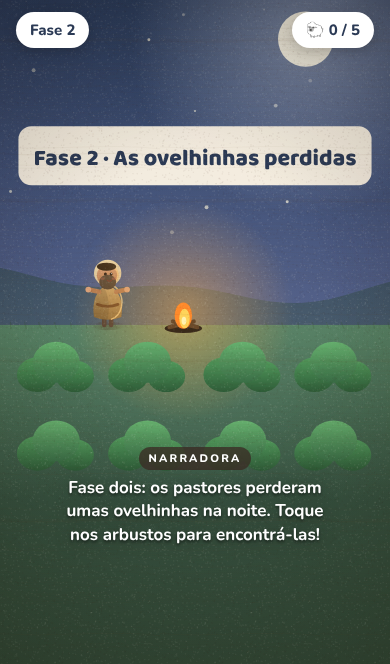 Fase 2
0 / 5
Fase 2 · As ovelhinhas perdidas
NARRADORA
Fase dois: os pastores perderam
umas ovelhinhas na noite. Toque
nos arbustos para encontrá-las!